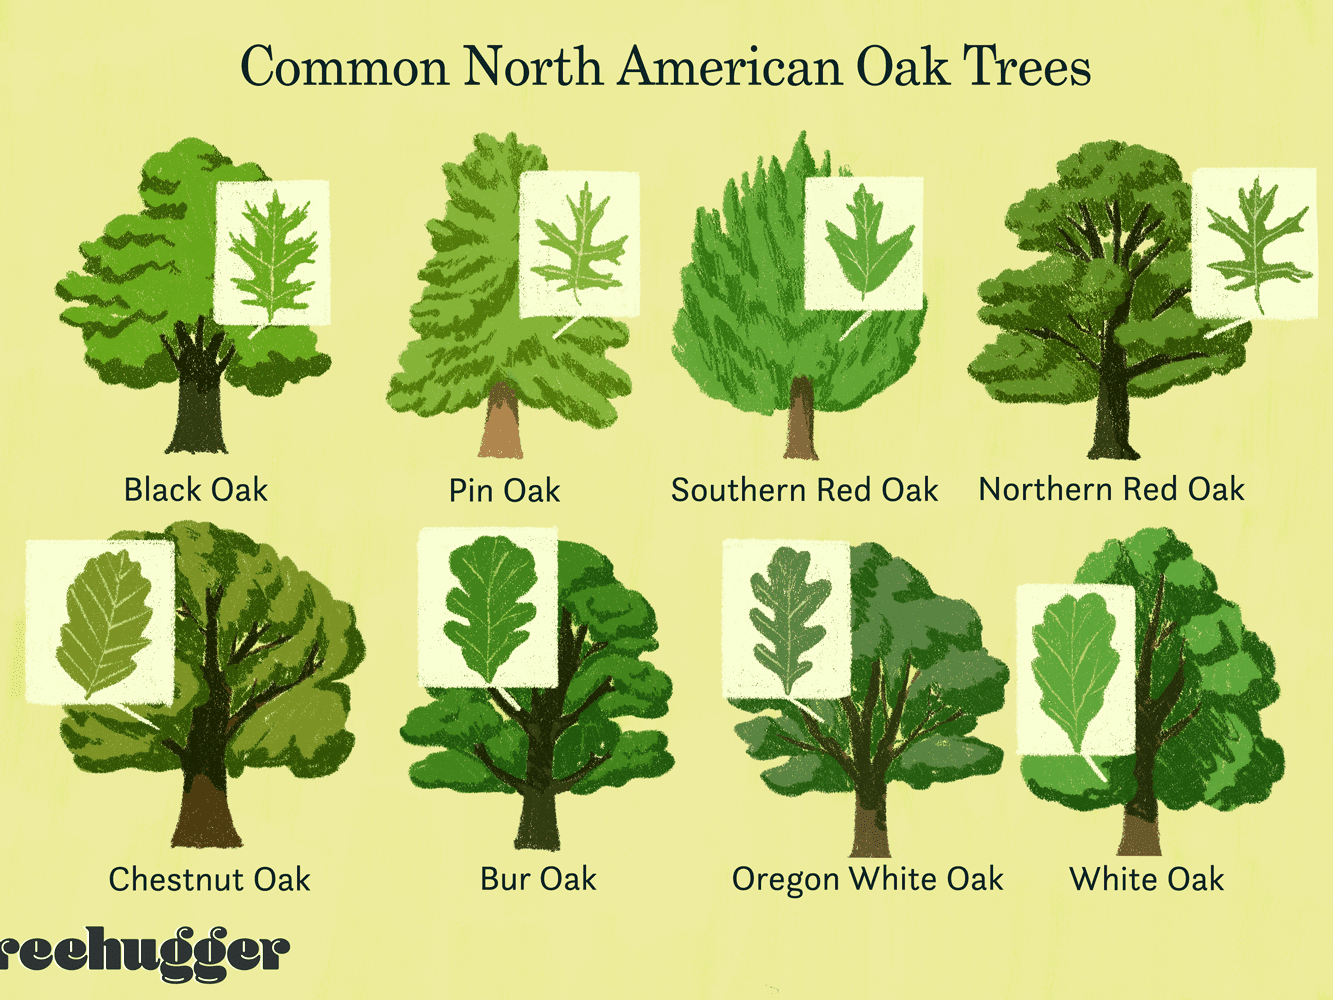 Common North American Oak Trees
Black Oak
Pin Oak
Southern Red Oak
Northern Red Oak
Chestnut Oak
Bur Oak
Oregon White Oak
White Oak
reehugger